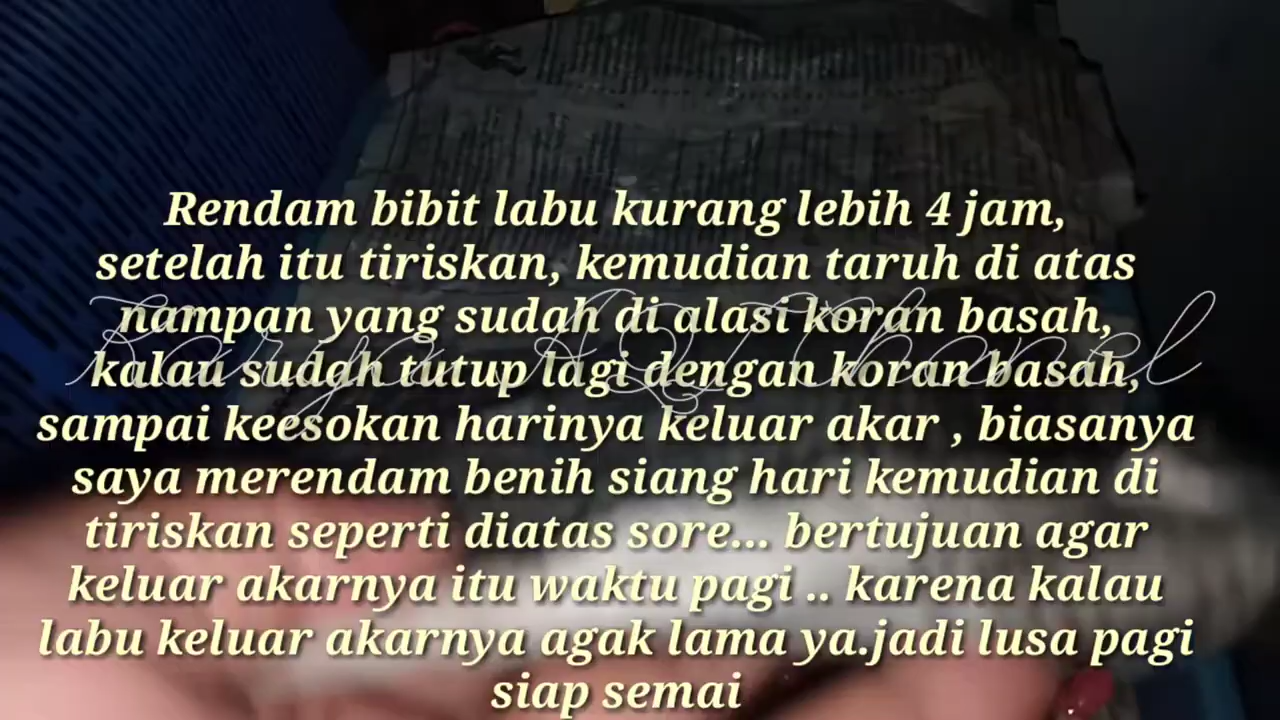 Rendam bibit labu kurang lebih 4 jam,
setelah itu tiriskan, kemudian taruh di atas
nampan yang sudah di alasi koran basah,
kalau sudah tutup lagi dengan koran basah,
sampai keesokan harinya keluar akar , biasanya
saya merendam benih siang hari kemudian di
tiriskan seperti diatas sore... bertujuan agar
keluar akarnya itu waktu pagi .. karena kalau
labu keluar akarnya agak lama ya.jadi lusa pagi
siap semai